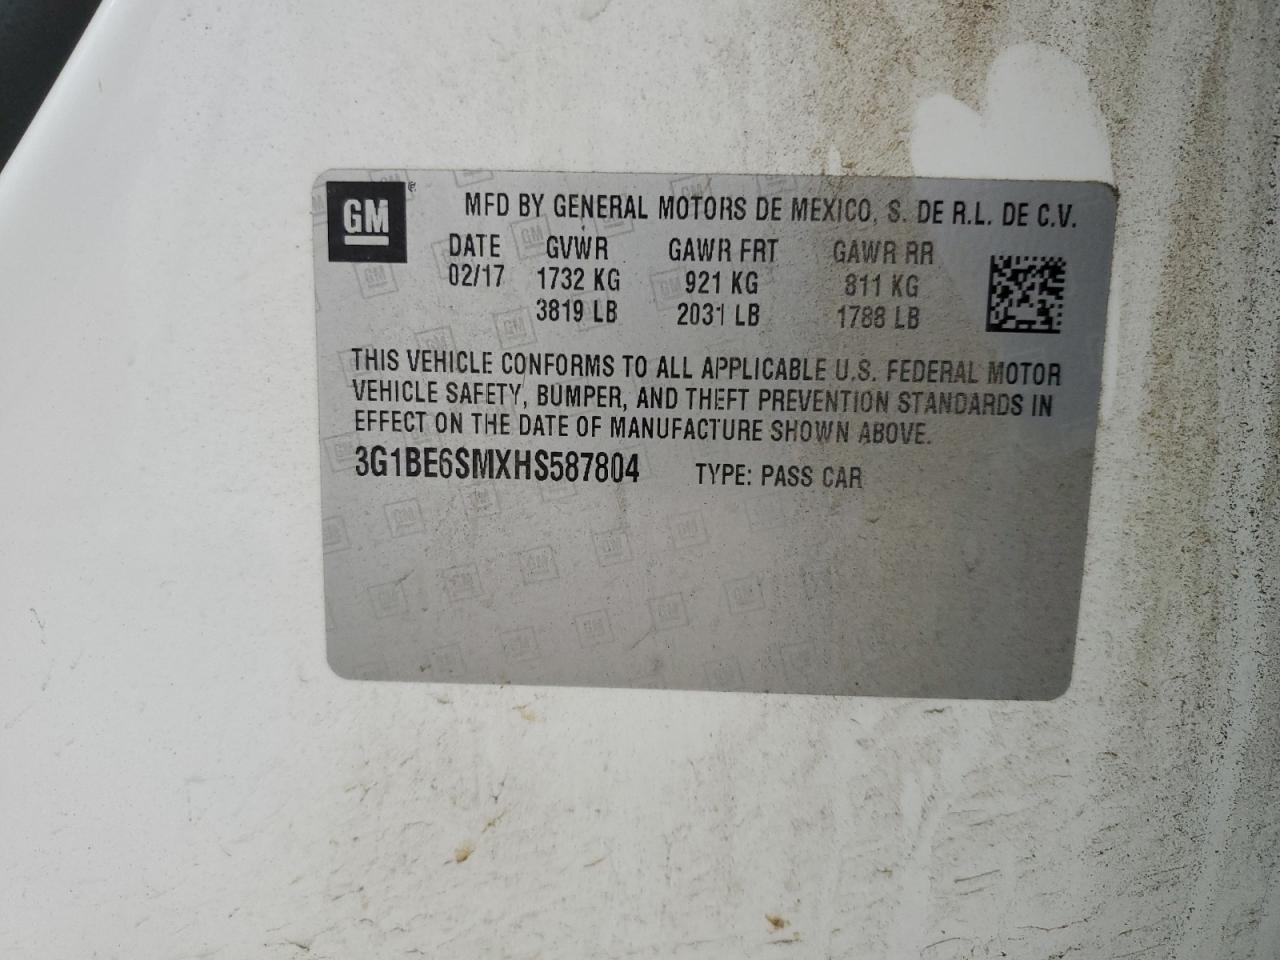 GM
MFD BY GENERAL MOTORS DE MEXICO, S. DE R.L. DE C.V.
DATE GVWR GAWR FRT GAWR RR
02/17 1732 KG 921 KG 811 KG
3819 LB 2031 LB 1788 LB
THIS VEHICLE CONFORMS TO ALL APPLICABLE U.S. FEDERAL MOTOR
VEHICLE SAFETY, BUMPER, AND THEFT PREVENTION STANDARDS IN
EFFECT ON THE DATE OF MANUFACTURE SHOWN ABOVE.
3G1BE6SMXHS587804 TYPE: PASS CAR